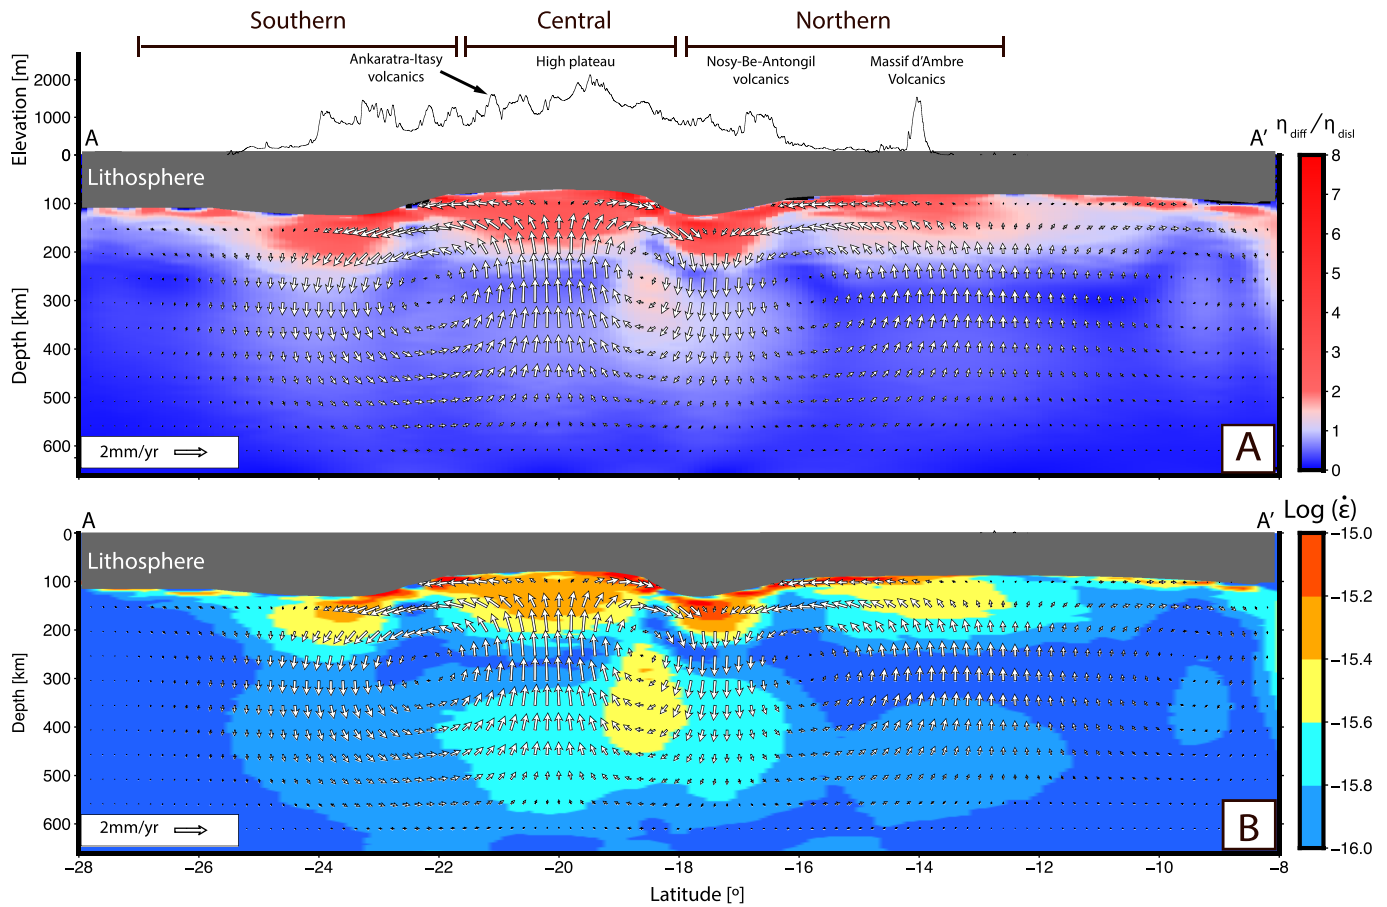 Southern Central Northern
Ankaratra-Itasy
volcanics
High plateau
Nosy-Be-Antongil
volcanics
Massif d'Ambre
Volcanics
Elevation [m]
2000
1000
0
A
A'
η diff / η disl
Lithosphere
Depth [km]
100
200
300
400
500
600
2mm/yr
A
8
7
6
5
4
3
2
1
0
A
A'
Log (ε̇)
Lithosphere
Depth [km]
0
100
200
300
400
500
600
2mm/yr
B
−15.0
−15.2
−15.4
−15.6
−15.8
−16.0
−28 −26 −24 −22 −20 −18 −16 −14 −12 −10 −8
Latitude [º]